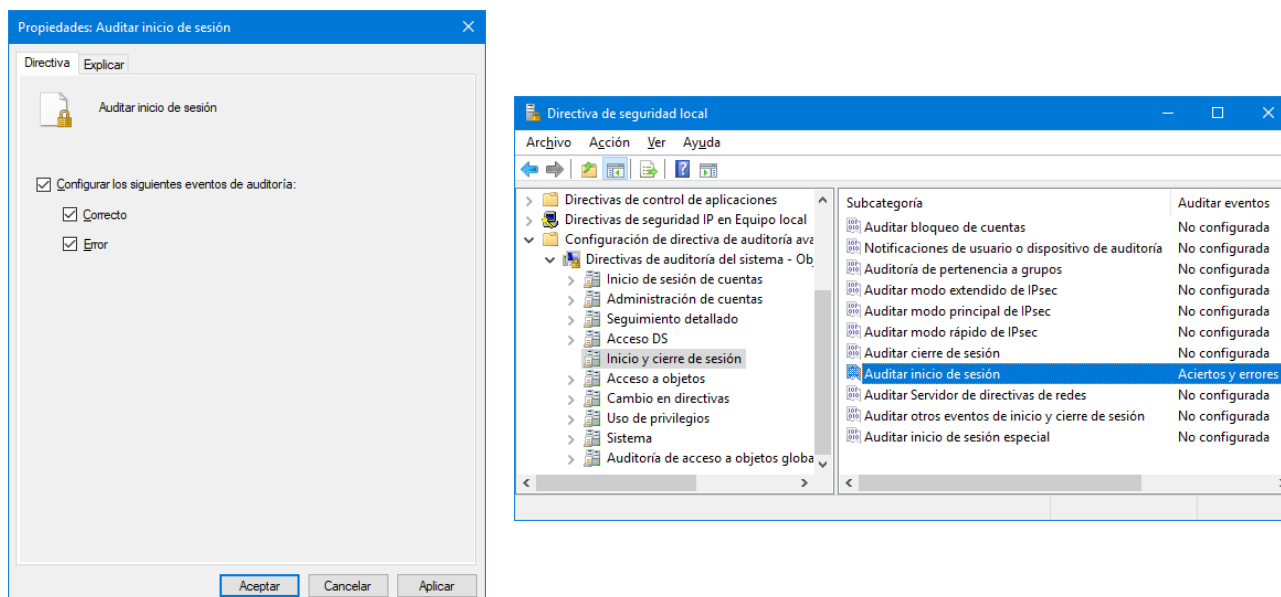 Propiedades: Auditar inicio de sesión
Directiva Explicar
Auditar inicio de sesión
Configurar los siguientes eventos de auditoría:
Correcto
Error
Aceptar Cancelar Aplicar
Directiva de seguridad local
Archivo Acción Ver Ayuda
Directivas de control de aplicaciones
Directivas de seguridad IP en Equipo local
Configuración de directiva de auditoría ava
Directivas de auditoría del sistema - Ob
Inicio de sesión de cuentas
Administración de cuentas
Seguimiento detallado
Acceso DS
Inicio y cierre de sesión
Acceso a objetos
Cambio en directivas
Uso de privilegios
Sistema
Auditoría de acceso a objetos globa
Subcategoría Auditar eventos
Auditar bloqueo de cuentas No configurada
Notificaciones de usuario o dispositivo de auditoría No configurada
Auditoría de pertenencia a grupos No configurada
Auditar modo extendido de IPsec No configurada
Auditar modo principal de IPsec No configurada
Auditar modo rápido de IPsec No configurada
Auditar cierre de sesión No configurada
Auditar inicio de sesión Aciertos y errores
Auditar Servidor de directivas de redes No configurada
Auditar otros eventos de inicio y cierre de sesión No configurada
Auditar inicio de sesión especial No configurada